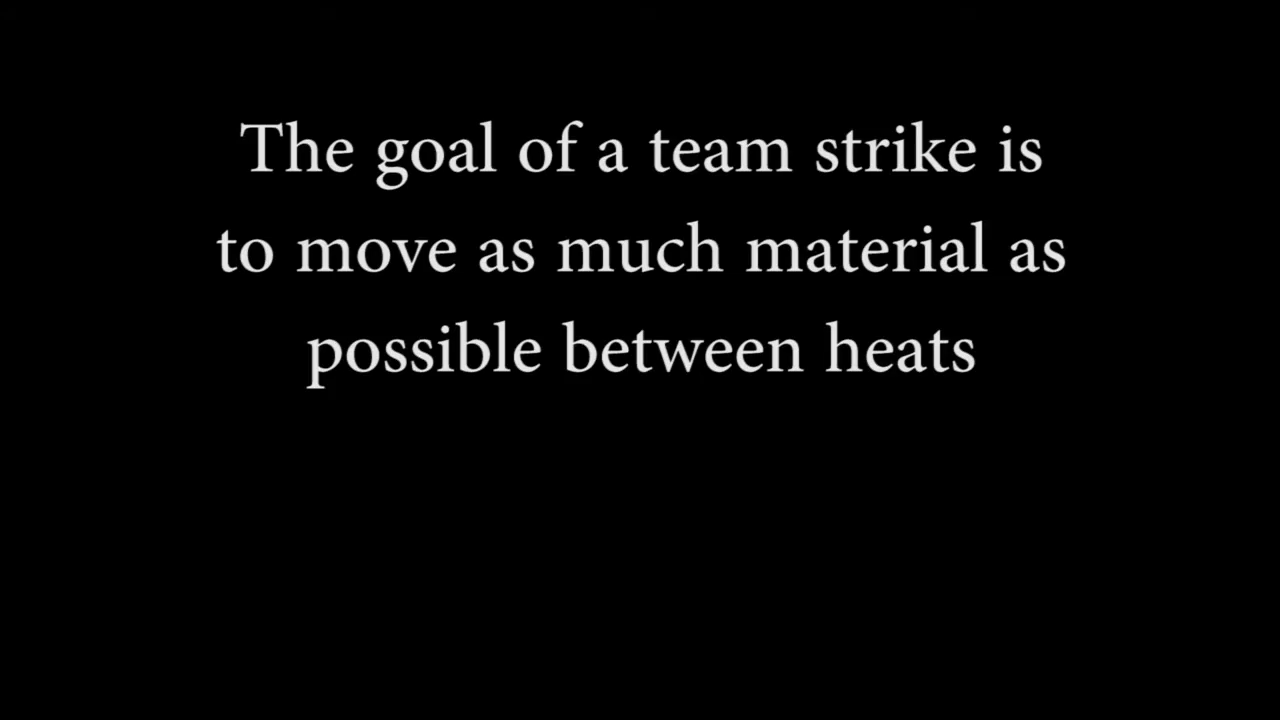 The goal of a team strike is
to move as much material as
possible between heats